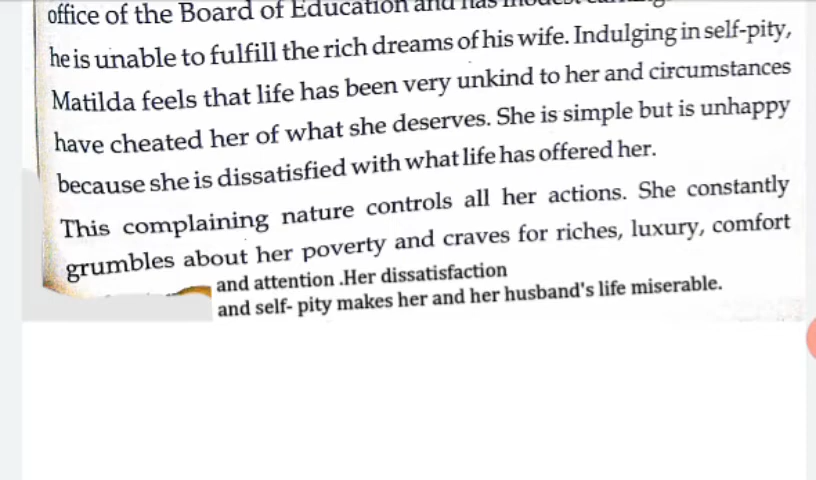 office of the Board of Education and has
he is unable to fulfill the rich dreams of his wife. Indulging in self-pity,
Matilda feels that life has been very unkind to her and circumstances
have cheated her of what she deserves. She is simple but is unhappy
because she is dissatisfied with what life has offered her.
This complaining nature controls all her actions. She constantly
grumbles about her poverty and craves for riches, luxury, comfort
and attention .Her dissatisfaction
and self- pity makes her and her husband's life miserable.